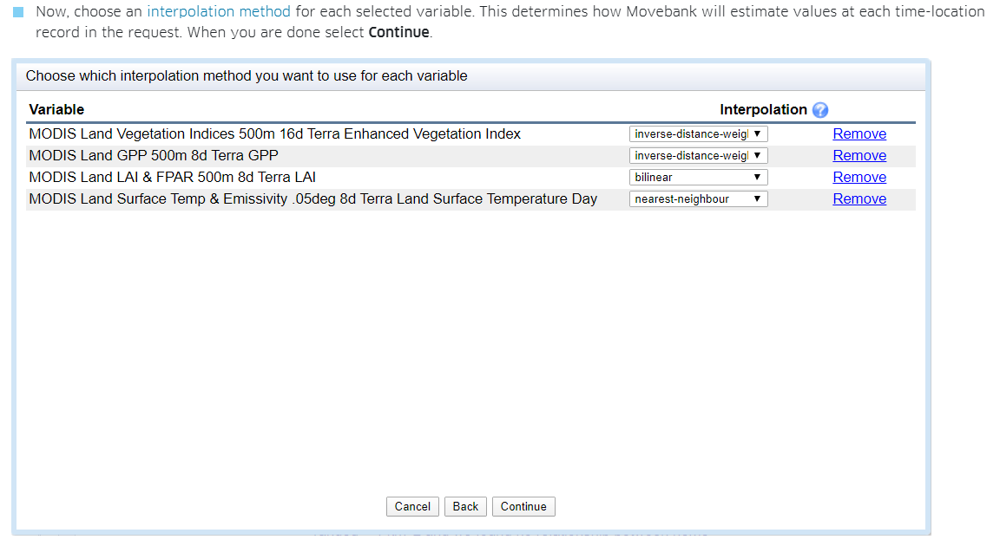 Now, choose an interpolation method for each selected variable. This determines how Movebank will estimate values at each time-location
record in the request. When you are done select Continue.
Choose which interpolation method you want to use for each variable
Variable Interpolation ?
MODIS Land Vegetation Indices 500m 16d Terra Enhanced Vegetation Index inverse-distance-weigl Remove
MODIS Land GPP 500m 8d Terra GPP inverse-distance-weigl Remove
MODIS Land LAI & FPAR 500m 8d Terra LAI bilinear Remove
MODIS Land Surface Temp & Emissivity .05deg 8d Terra Land Surface Temperature Day nearest-neighbour Remove
Cancel Back Continue